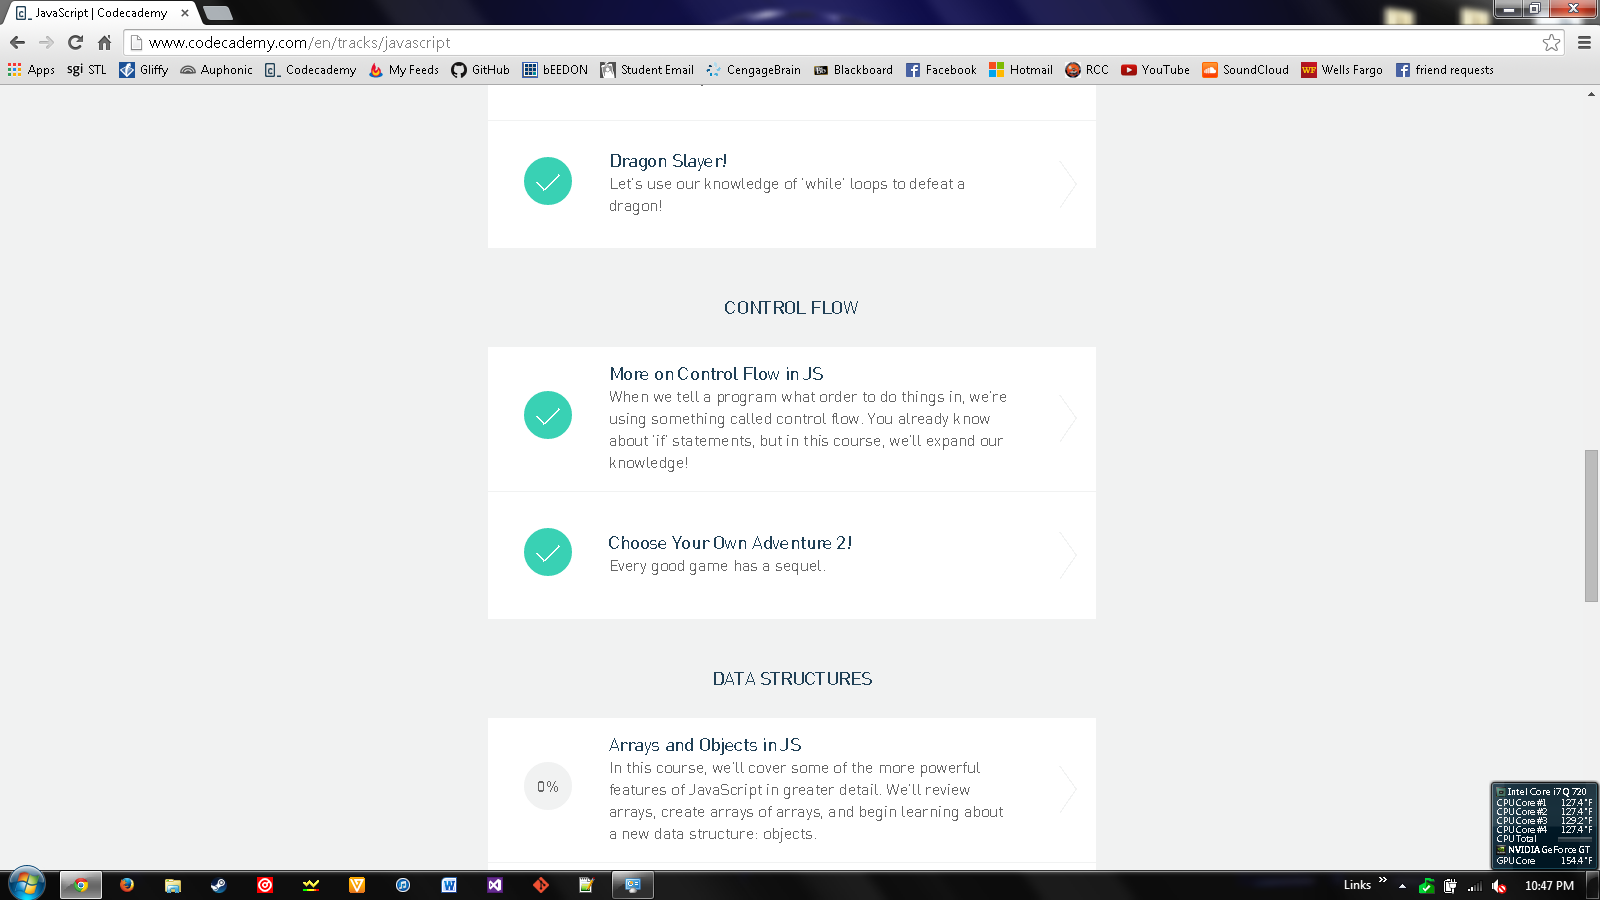 JavaScript | Codecademy
www.codecademy.com/en/tracks/javascript
Apps
sgi STL
Gliffy
Auphonic
Codecademy
My Feeds
GitHub
bEEDON
Student Email
CengageBrain
Blackboard
Facebook
Hotmail
RCC
YouTube
SoundCloud
Wells Fargo
friend requests
Dragon Slayer!
Let's use our knowledge of 'while' loops to defeat a
dragon!
CONTROL FLOW
More on Control Flow in JS
When we tell a program what order to do things in, we're
using something called control flow. You already know
about 'if' statements, but in this course, we'll expand our
knowledge!
Choose Your Own Adventure 2!
Every good game has a sequel.
DATA STRUCTURES
0%
Arrays and Objects in JS
In this course, we'll cover some of the more powerful
features of JavaScript in greater detail. We'll review
arrays, create arrays of arrays, and begin learning about
a new data structure: objects.
Intel Core i7 Q 720
CPU Core #1 127.4°F
CPU Core #2 127.4°F
CPU Core #3 129.2°F
CPU Core #4 127.4°F
CPU Total
NVIDIA GeForce GT
GPU Core 154.4°F
Links
10:47 PM